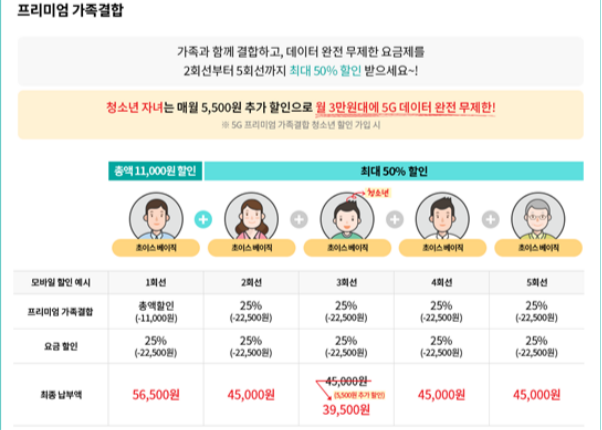 프리미엄 가족결합
가족과 함께 결합하고, 데이터 완전 무제한 요금제를
2회선부터 5회선까지 최대 50% 할인 받으세요~!
청소년 자녀는 매월 5,500원 추가 할인으로 월 3만원대에 5G 데이터 완전 무제한!
※ 5G 프리미엄 가족결합 청소년 할인 가입 시
총액 11,000원 할인 최대 50% 할인
청소년
초이스 베이직 초이스 베이직 초이스 베이직 초이스 베이직 초이스 베이직
모바일 할인 예시 1회선 2회선 3회선 4회선 5회선
프리미엄 가족결합 총액할인 25% 25% 25% 25%
(-11,000원) (-22,500원) (-22,500원) (-22,500원) (-22,500원)
요금 할인 25% 25% 25% 25% 25%
(-22,500원) (-22,500원) (-22,500원) (-22,500원) (-22,500원)
최종 납부액 56,500원 45,000원 45,000원 45,000원 45,000원
(5,500원 추가 할인)
39,500원